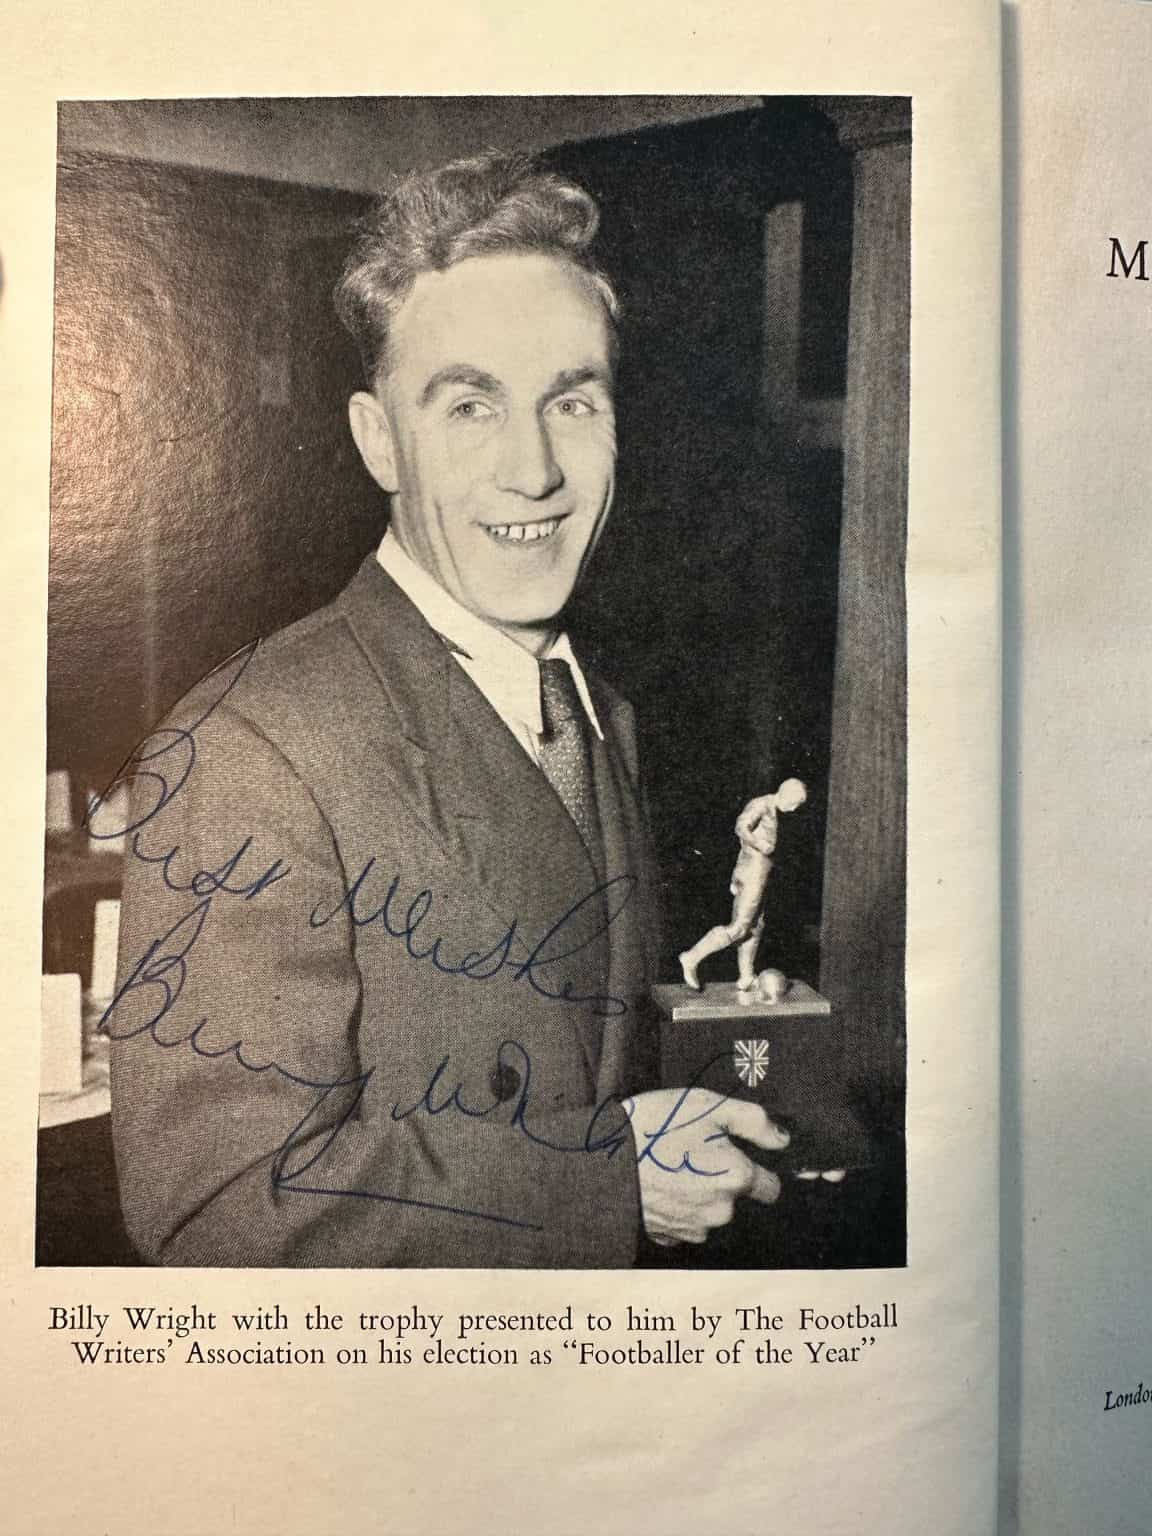 Best Wishes
Billy Wright
Billy Wright with the trophy presented to him by The Football
Writers’ Association on his election as “Footballer of the Year”
M
Londo